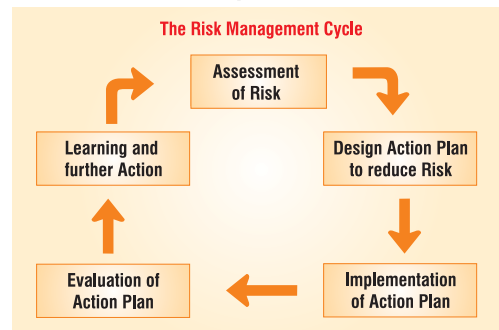 The Risk Management Cycle
Assessment
of Risk
Design Action Plan
to reduce Risk
Implementation
of Action Plan
Evaluation of
Action Plan
Learning and
further Action